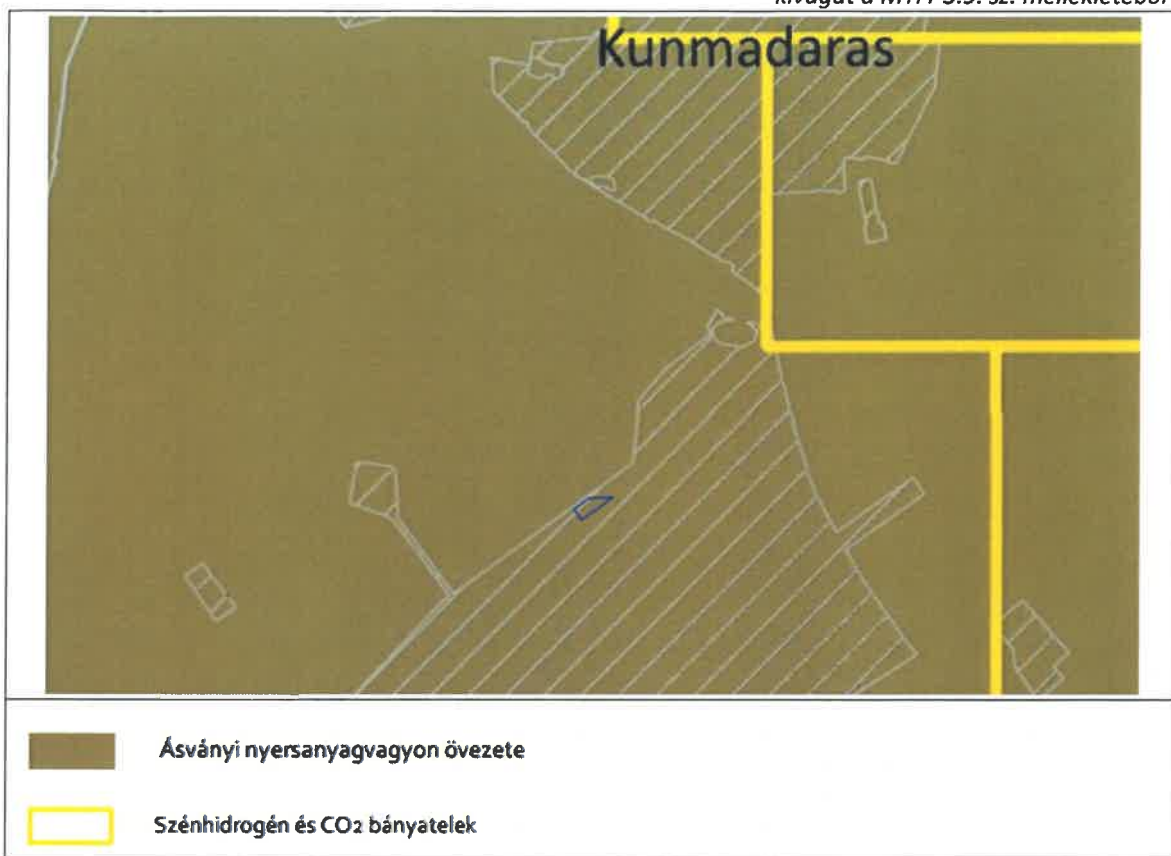 Kunmadaras
Ásványi nyersanyagvagyon övezete
Szénhidrogén és CO2 bányatelek